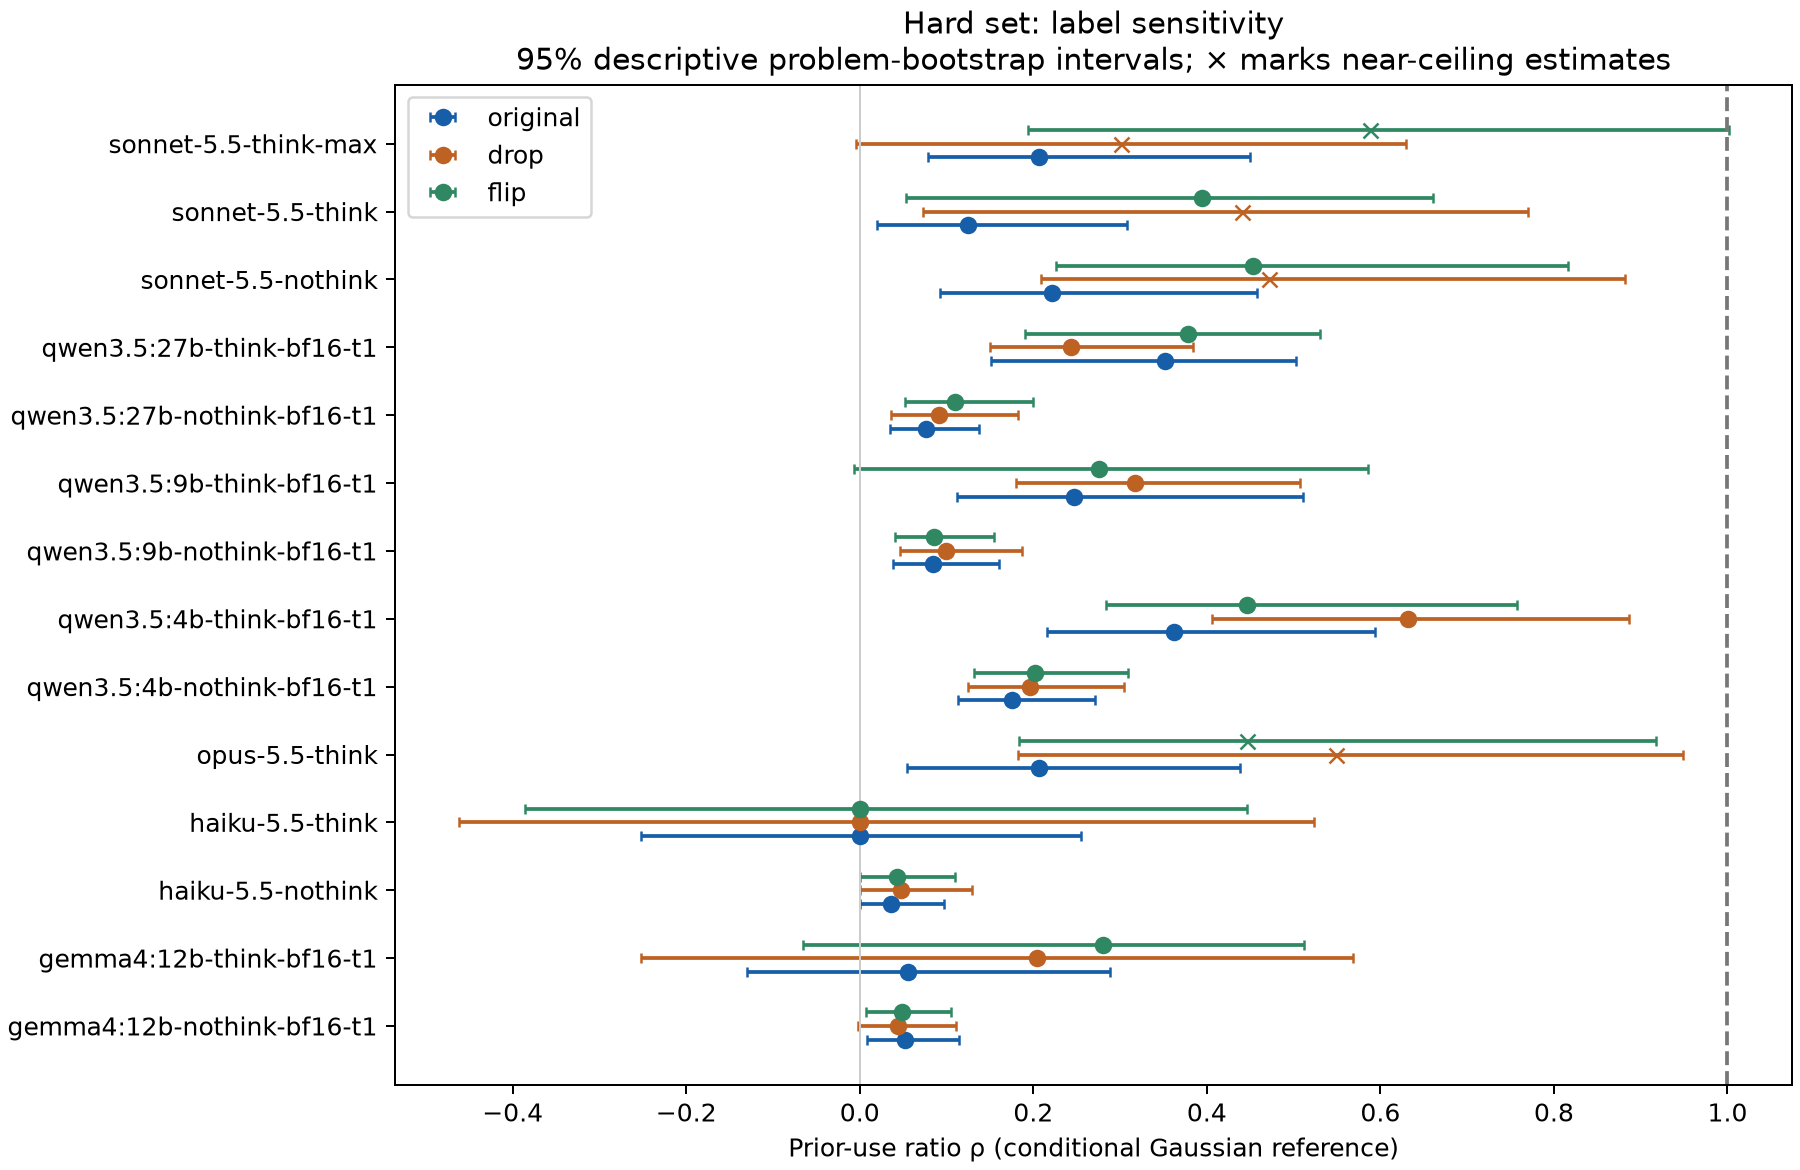 Hard set: label sensitivity
95% descriptive problem-bootstrap intervals; × marks near-ceiling estimates
original
drop
flip
sonnet-5.5-think-max
sonnet-5.5-think
sonnet-5.5-nothink
qwen3.5:27b-think-bf16-t1
qwen3.5:27b-nothink-bf16-t1
qwen3.5:9b-think-bf16-t1
qwen3.5:9b-nothink-bf16-t1
qwen3.5:4b-think-bf16-t1
qwen3.5:4b-nothink-bf16-t1
opus-5.5-think
haiku-5.5-think
haiku-5.5-nothink
gemma4:12b-think-bf16-t1
gemma4:12b-nothink-bf16-t1
−0.4 −0.2 0.0 0.2 0.4 0.6 0.8 1.0
Prior-use ratio ρ (conditional Gaussian reference)